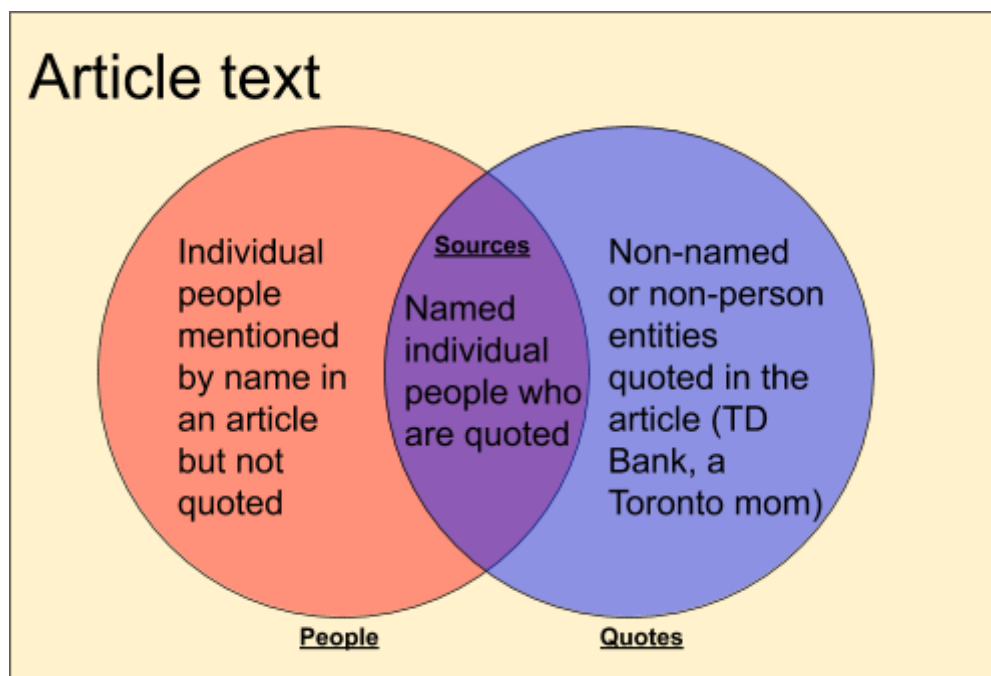 Article text
Individual
people
mentioned
by name in
an article
but not
quoted
Sources
Named
individual
people who
are quoted
Non-named
or non-person
entities
quoted in the
article (TD
Bank, a
Toronto mom)
People
Quotes